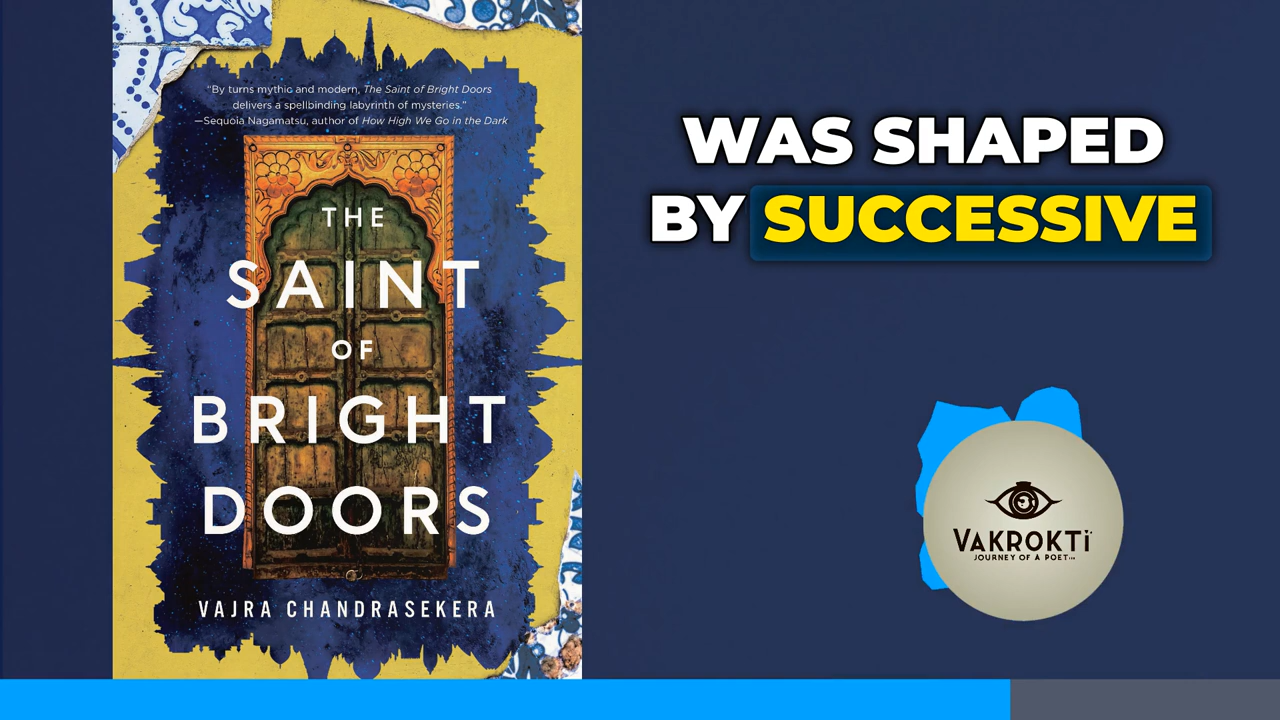 “By turns mythic and modern, The Saint of Bright Doors
delivers a spellbinding labyrinth of mysteries.”
—Sequoia Nagamatsu, author of How High We Go in the Dark
THE
SAINT
OF
BRIGHT
DOORS
VAJRA CHANDRASEKERA
WAS SHAPED
BY SUCCESSIVE
VAKROKTI
JOURNEY OF A POET...